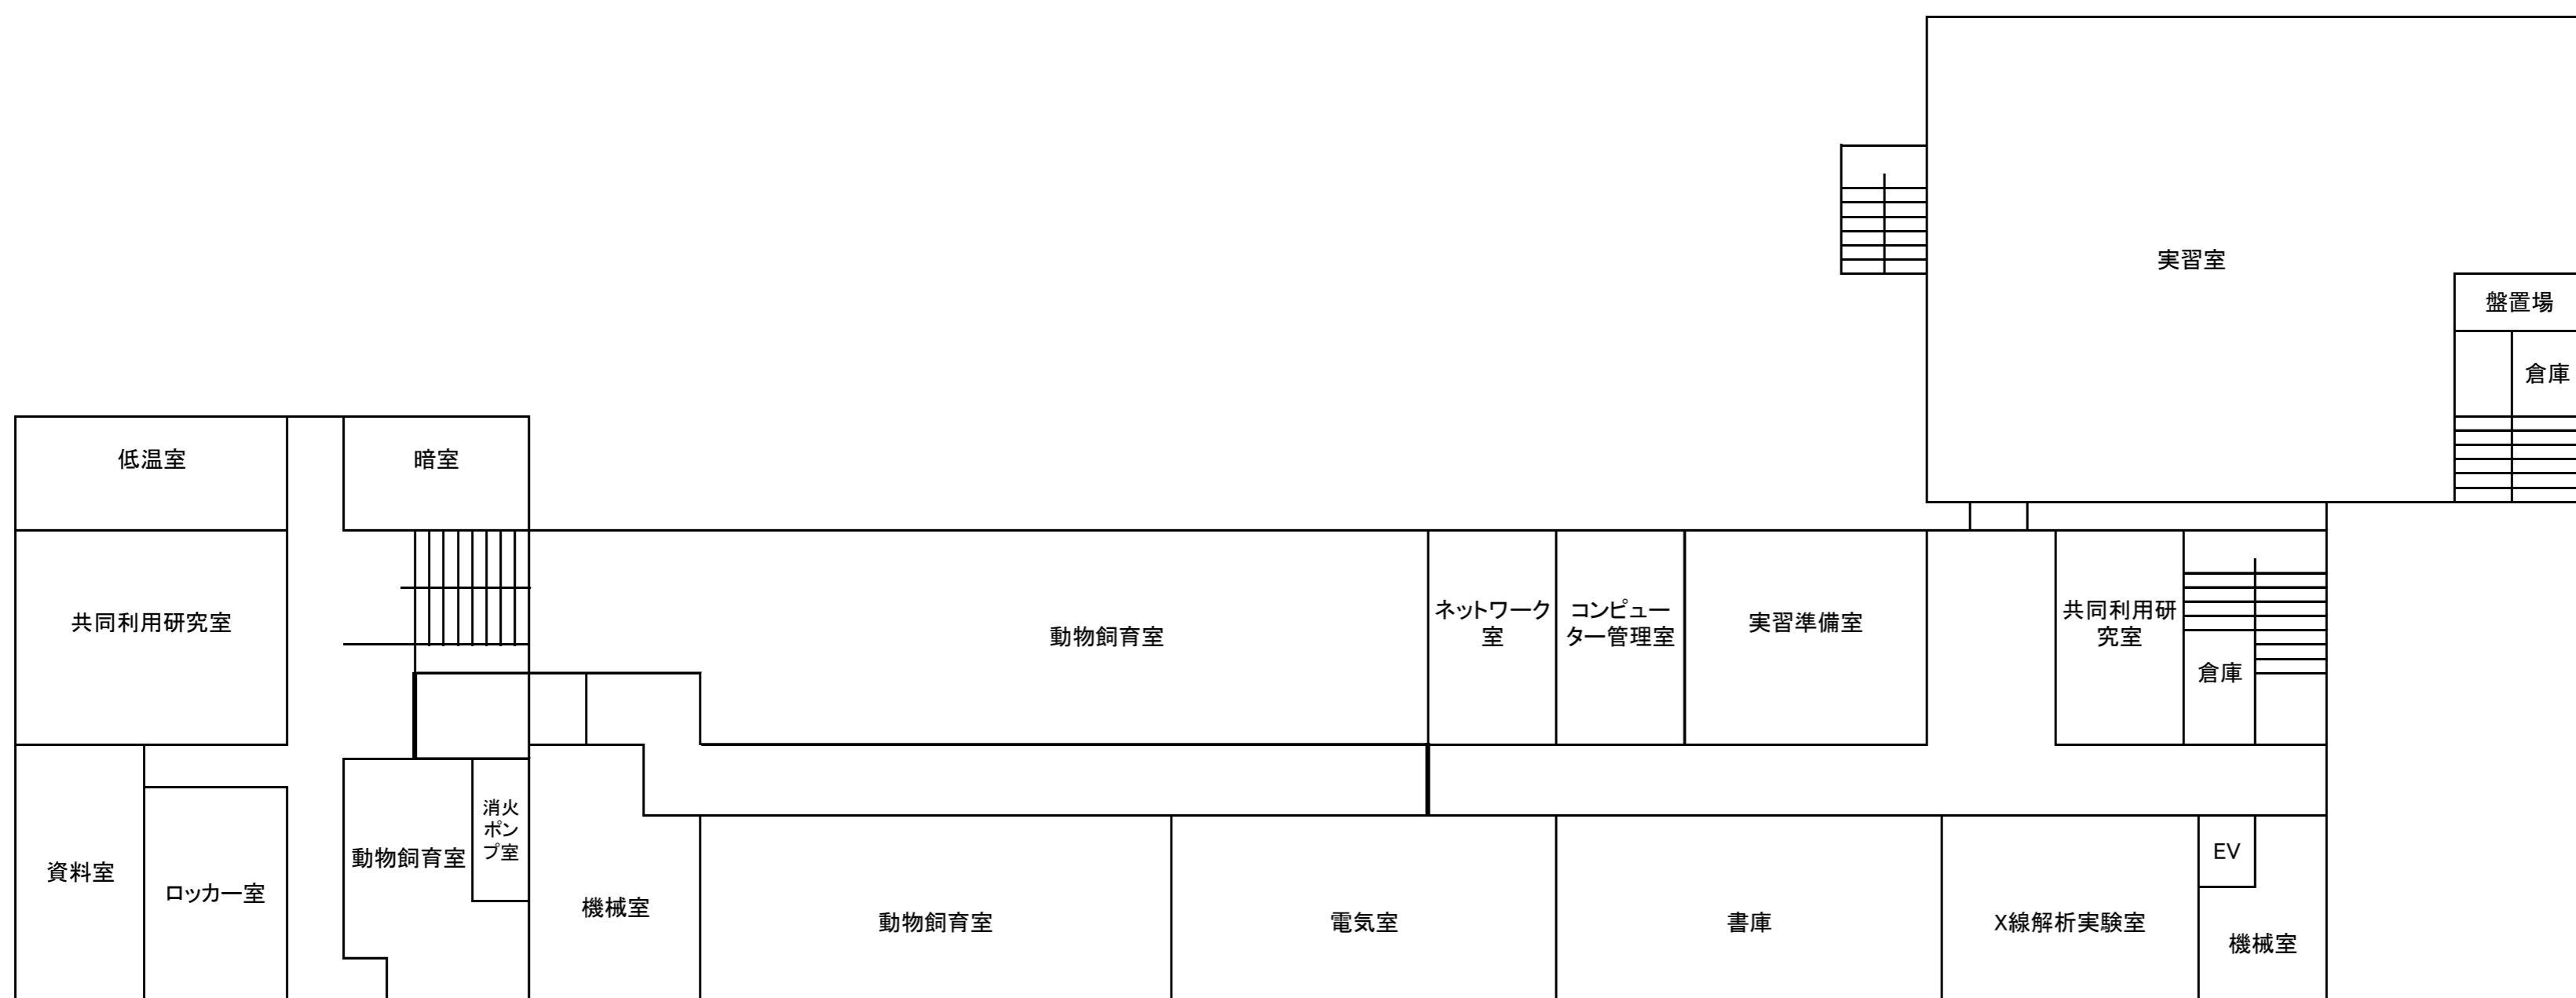 実習室
盤置場
倉庫
低温室
暗室
共同利用研究室
動物飼育室
ネットワーク
室
コンピュー
ター管理室
実習準備室
共同利用研
究室
倉庫
資料室
ロッカー室
動物飼育室
消火
ポン
プ室
機械室
動物飼育室
電気室
書庫
X線解析実験室
EV
機械室